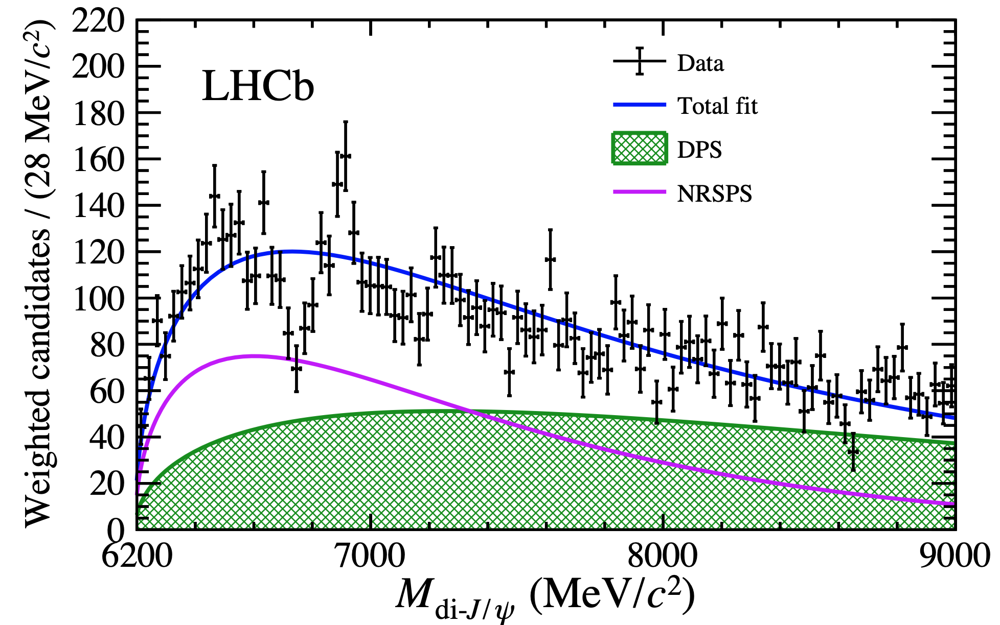 Weighted candidates / (28 MeV/c²)
220
200
180
160
140
120
100
80
60
40
20
0
LHCb
Data
Total fit
DPS
NRSPS
6200 7000 8000 9000
M di-J/ψ (MeV/c²)